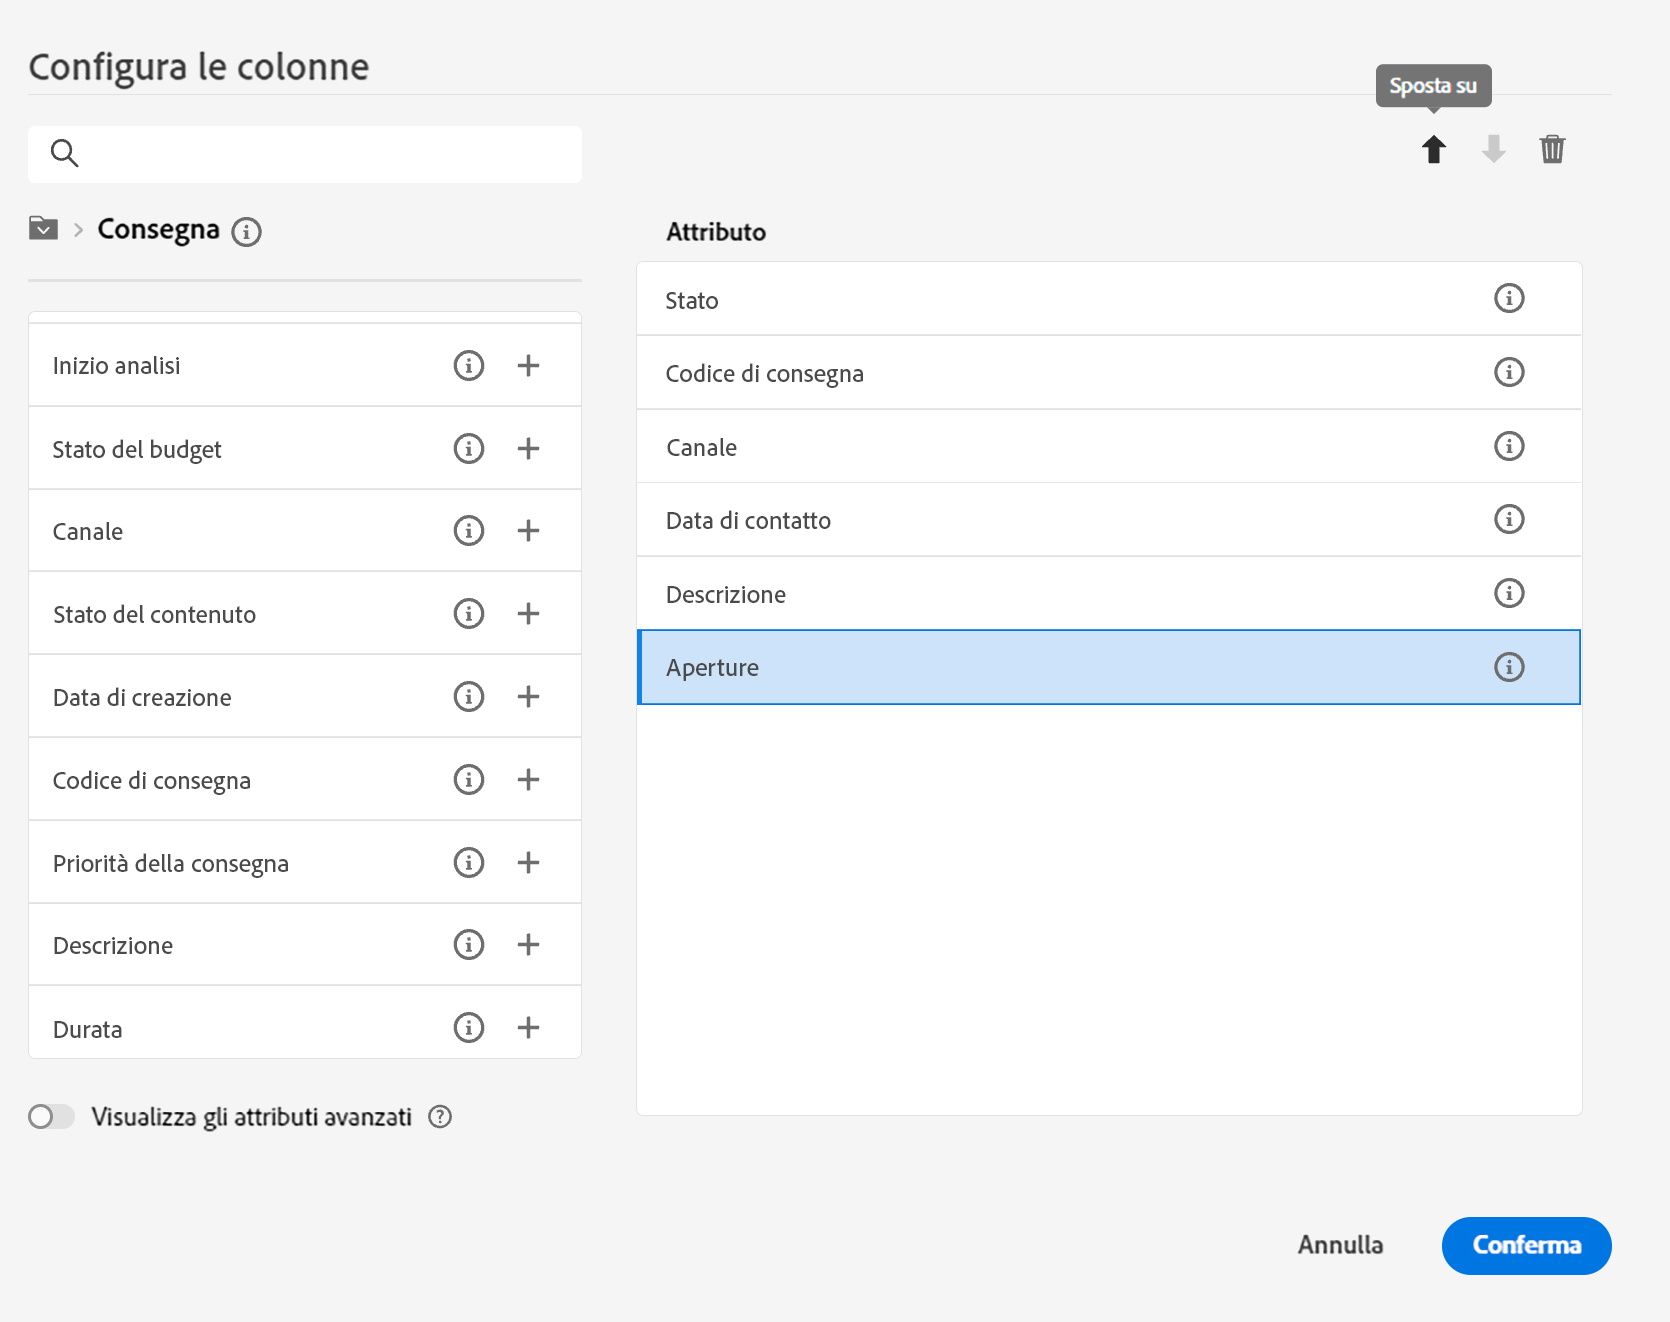 Configura le colonne
Sposta su
Consegna
Inizio analisi
Stato del budget
Canale
Stato del contenuto
Data di creazione
Codice di consegna
Priorità della consegna
Descrizione
Durata
Visualizza gli attributi avanzati
Attributo
Stato
Codice di consegna
Canale
Data di contatto
Descrizione
Aperture
Annulla
Conferma